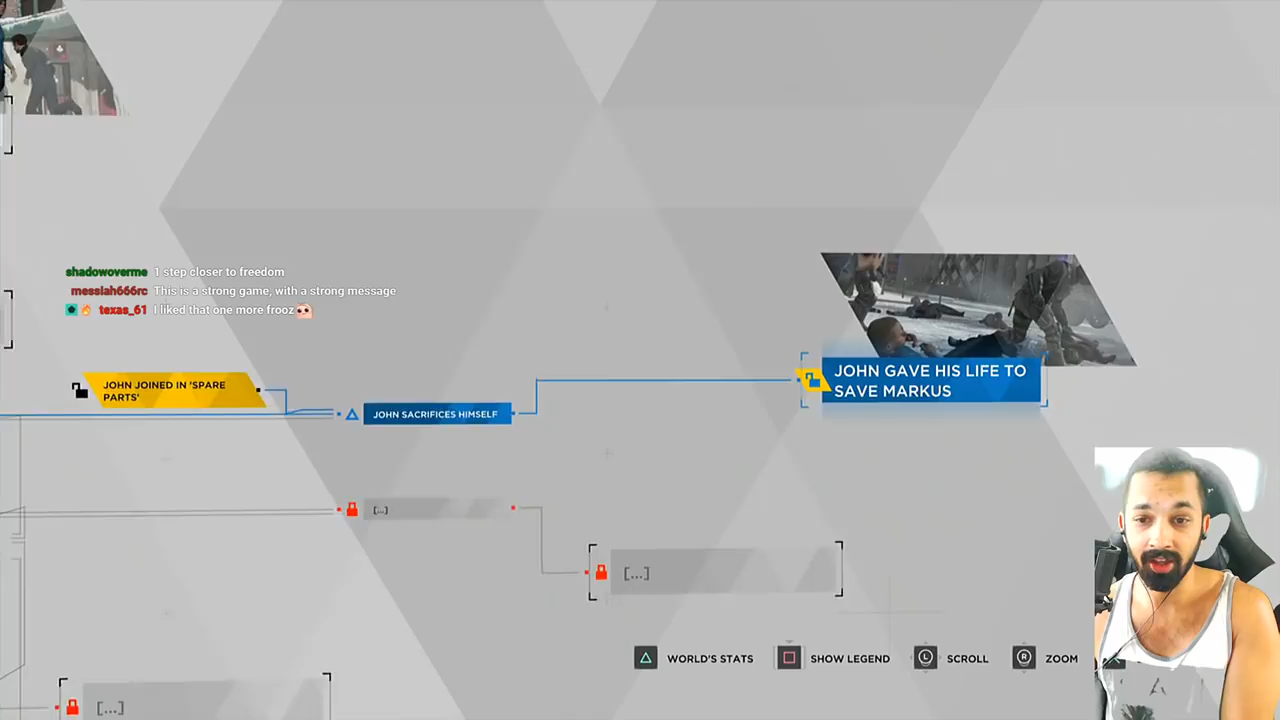 shadowoverme 1 step closer to freedom
messiah666rc This is a strong game, with a strong message
texas_61 I liked that one more frooz
JOHN JOINED IN 'SPARE
PARTS'
JOHN SACRIFICES HIMSELF
JOHN GAVE HIS LIFE TO
SAVE MARKUS
[...]
[...]
WORLD'S STATS
SHOW LEGEND
L
SCROLL
R
ZOOM
[...]